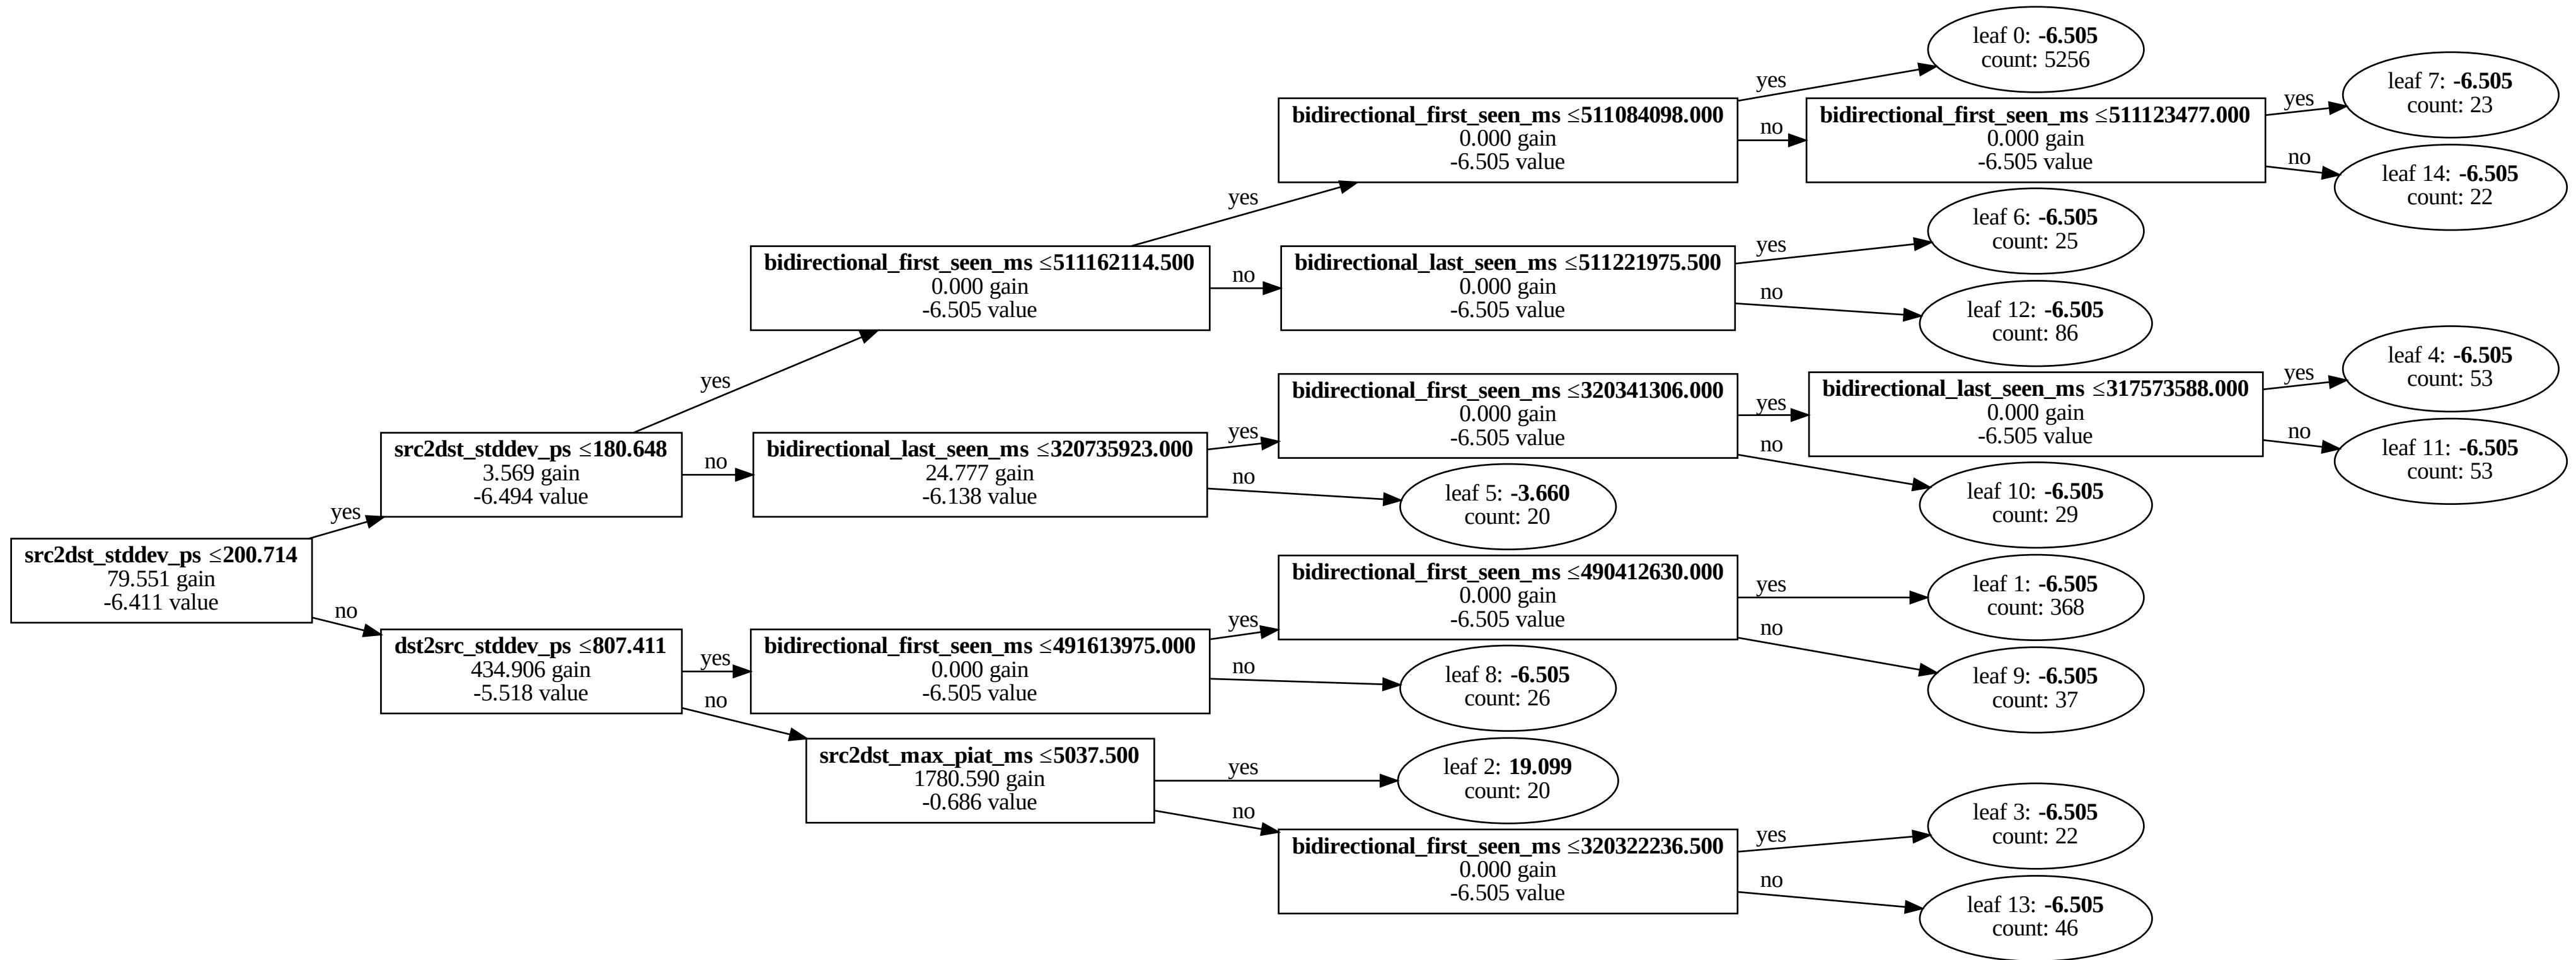 src2dst_stddev_ps ≤200.714
79.551 gain
-6.411 value
yes
no
src2dst_stddev_ps ≤180.648
3.569 gain
-6.494 value
yes
no
dst2src_stddev_ps ≤807.411
434.906 gain
-5.518 value
yes
no
bidirectional_first_seen_ms ≤511162114.500
0.000 gain
-6.505 value
yes
no
bidirectional_last_seen_ms ≤320735923.000
24.777 gain
-6.138 value
yes
no
bidirectional_first_seen_ms ≤491613975.000
0.000 gain
-6.505 value
yes
no
src2dst_max_piat_ms ≤5037.500
1780.590 gain
-0.686 value
yes
no
bidirectional_first_seen_ms ≤511084098.000
0.000 gain
-6.505 value
yes
no
bidirectional_last_seen_ms ≤511221975.500
0.000 gain
-6.505 value
yes
no
bidirectional_first_seen_ms ≤320341306.000
0.000 gain
-6.505 value
yes
no
leaf 5: -3.660
count: 20
bidirectional_first_seen_ms ≤490412630.000
0.000 gain
-6.505 value
yes
no
leaf 8: -6.505
count: 26
leaf 2: 19.099
count: 20
bidirectional_first_seen_ms ≤320322236.500
0.000 gain
-6.505 value
yes
no
leaf 0: -6.505
count: 5256
bidirectional_first_seen_ms ≤511123477.000
0.000 gain
-6.505 value
yes
no
leaf 6: -6.505
count: 25
leaf 12: -6.505
count: 86
bidirectional_last_seen_ms ≤317573588.000
0.000 gain
-6.505 value
yes
no
leaf 10: -6.505
count: 29
leaf 1: -6.505
count: 368
leaf 9: -6.505
count: 37
leaf 3: -6.505
count: 22
leaf 13: -6.505
count: 46
leaf 7: -6.505
count: 23
leaf 14: -6.505
count: 22
leaf 4: -6.505
count: 53
leaf 11: -6.505
count: 53